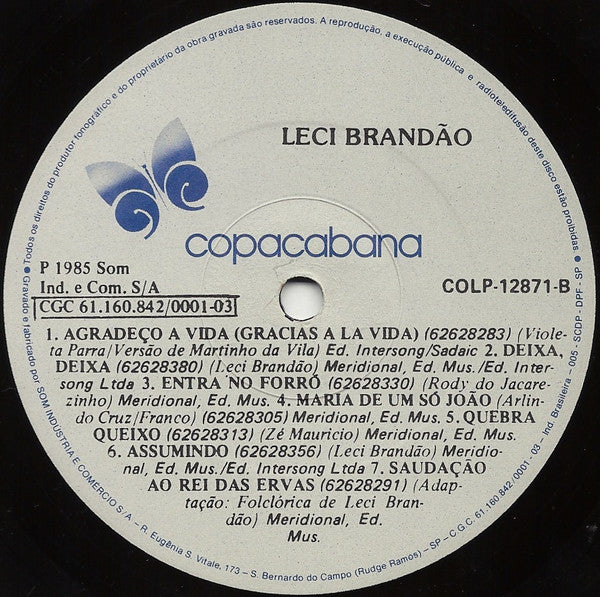 ● Todos os direitos do produtor fonográfico e do proprietário da obra gravada são reservados. A reprodução, a execução pública e radioteledifusão deste disco estão proibidas
LECI BRANDÃO
copacabana
P 1985 Som
Ind. e Com. S/A
CGC 61.160.842/0001-03
COLP-12871-B
1. AGRADEÇO A VIDA (GRACIAS A LA VIDA) (62628283) (Viole-
ta Parra/Versão de Martinho da Vila) Ed. Intersong/Sadaic 2. DEIXA,
DEIXA (62628380) (Leci Brandão) Meridional, Ed. Mus./Ed. Inter-
song Ltda 3. ENTRA NO FORRÓ (62628330) (Rody do Jacare-
zinho) Meridional, Ed. Mus. 4. MARIA DE UM SÓ JOÃO (Arlin-
do Cruz/Franco) (62628305) Meridional, Ed. Mus. 5. QUEBRA
QUEIXO (62628313) (Zé Mauricio) Meridional, Ed. Mus.
6. ASSUMINDO (62628356) (Leci Brandão) Meridio-
nal, Ed. Mus./Ed. Intersong Ltda 7. SAUDAÇÃO
AO REI DAS ERVAS (62628291) (Adap-
tação: Folclórica de Leci Bran-
dão) Meridional, Ed.
Mus.
● Gravado e fabricado por SOM INDUSTRIA E COMERCIO S/A – R. Eugênia S. Vitale, 173 – S. Bernardo do Campo (Rudge Ramos) – SP – C.G.C. 61.160.842/0001-03 – Ind. Brasileira – 005 - SCDP - DPF - SP ●